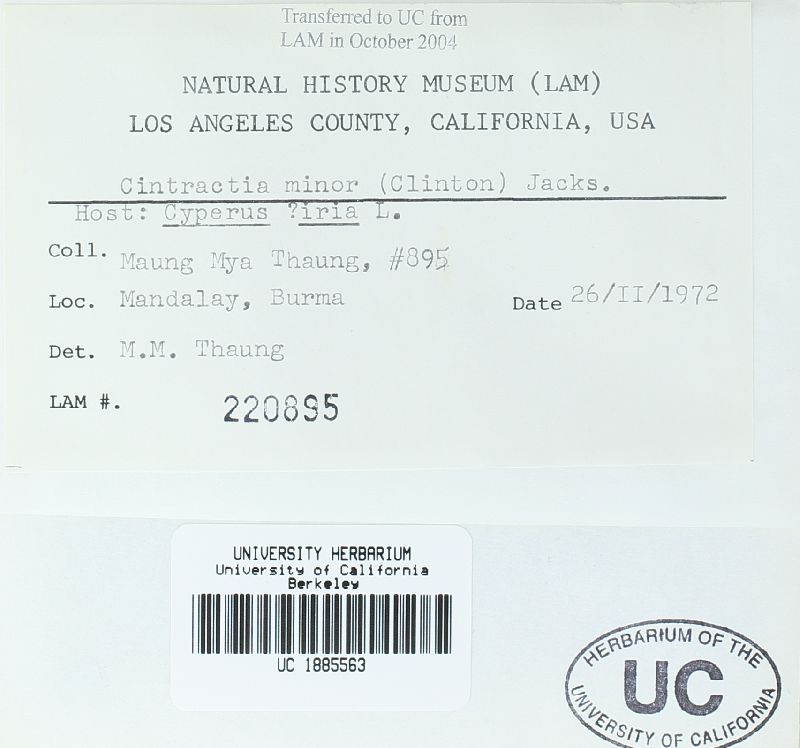 Transferred to UC from
LAM in October 2004
NATURAL HISTORY MUSEUM (LAM)
LOS ANGELES COUNTY, CALIFORNIA, USA
Cintractia minor (Clinton) Jacks.
Host: Cyperus ?iria L.
Coll. Maung Mya Thaung, #895
Loc. Mandalay, Burma Date 26/II/1972
Det. M.M. Thaung
LAM #. 220895
UNIVERSITY HERBARIUM
University of California
Berkeley
UC 1885563
HERBARIUM OF THE
UC
UNIVERSITY OF CALIFORNIA